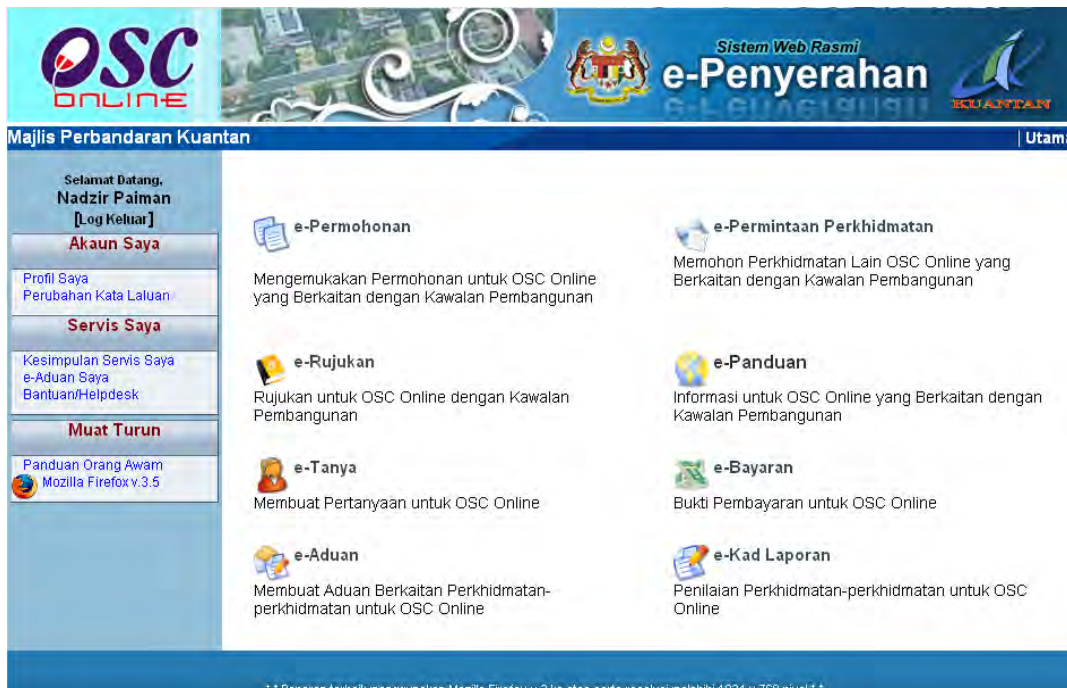 OSC
ONLINE
Sistem Web Rasmi
e-Penyerahan
KUANTAN
Majlis Perbandaran Kuantan
| Utama
Selamat Datang,
Nadzir Paiman
[Log Keluar]
Akaun Saya
Profil Saya
Perubahan Kata Laluan
Servis Saya
Kesimpulan Servis Saya
e-Aduan Saya
Bantuan/Helpdesk
Muat Turun
Panduan Orang Awam
Mozilla Firefox v.3.5
e-Permohonan
Mengemukakan Permohonan untuk OSC Online
yang Berkaitan dengan Kawalan Pembangunan
e-Permintaan Perkhidmatan
Memohon Perkhidmatan Lain OSC Online yang
Berkaitan dengan Kawalan Pembangunan
e-Rujukan
Rujukan untuk OSC Online dengan Kawalan
Pembangunan
e-Panduan
Informasi untuk OSC Online yang Berkaitan dengan
Kawalan Pembangunan
e-Tanya
Membuat Pertanyaan untuk OSC Online
e-Bayaran
Bukti Pembayaran untuk OSC Online
e-Aduan
Membuat Aduan Berkaitan Perkhidmatan-
perkhidmatan untuk OSC Online
e-Kad Laporan
Penilaian Perkhidmatan-perkhidmatan untuk OSC
Online